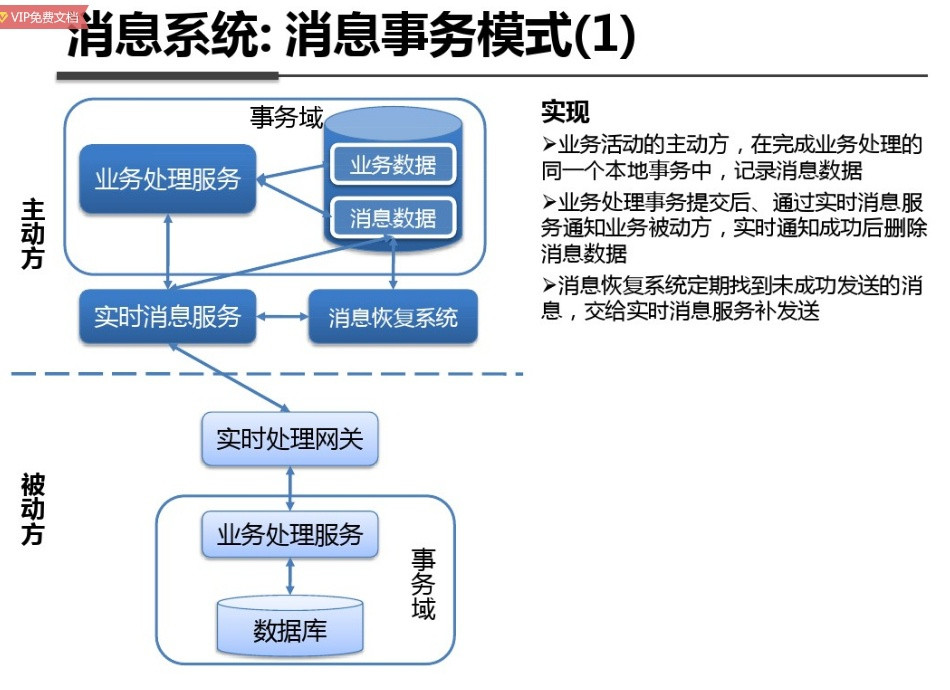 VIP免费文档
消息系统: 消息事务模式(1)
事务域
业务处理服务
业务数据
消息数据
主动方
实时消息服务
消息恢复系统
实现
➢业务活动的主动方，在完成业务处理的
同一个本地事务中，记录消息数据
➢业务处理事务提交后、通过实时消息服
务通知业务被动方，实时通知成功后删除
消息数据
➢消息恢复系统定期找到未成功发送的消
息，交给实时消息服务补发送
实时处理网关
被动方
业务处理服务
事务域
数据库